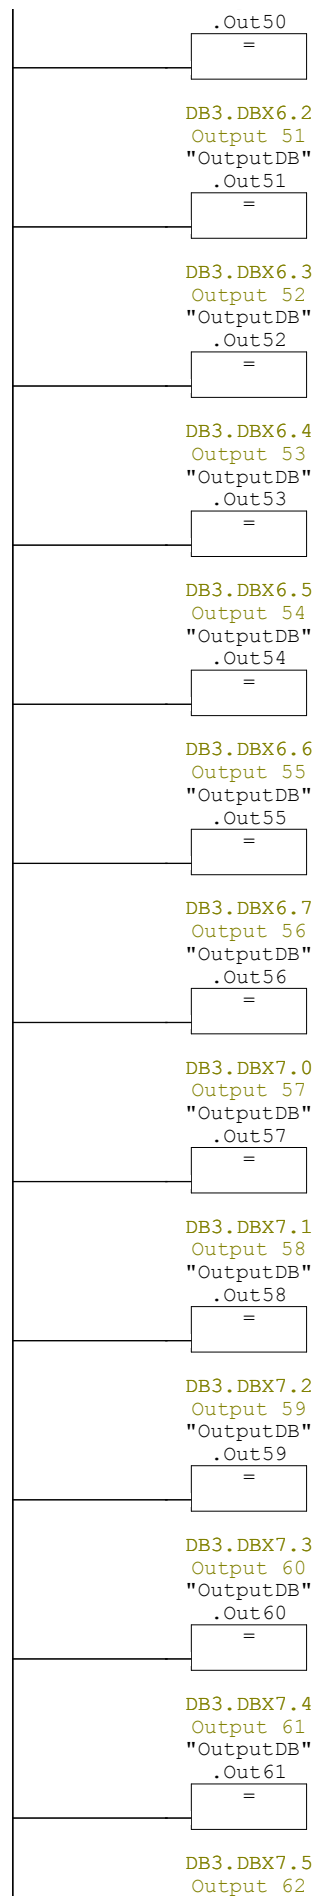 .Out50
=
DB3.DBX6.2
Output 51
"OutputDB"
.Out51
=
DB3.DBX6.3
Output 52
"OutputDB"
.Out52
=
DB3.DBX6.4
Output 53
"OutputDB"
.Out53
=
DB3.DBX6.5
Output 54
"OutputDB"
.Out54
=
DB3.DBX6.6
Output 55
"OutputDB"
.Out55
=
DB3.DBX6.7
Output 56
"OutputDB"
.Out56
=
DB3.DBX7.0
Output 57
"OutputDB"
.Out57
=
DB3.DBX7.1
Output 58
"OutputDB"
.Out58
=
DB3.DBX7.2
Output 59
"OutputDB"
.Out59
=
DB3.DBX7.3
Output 60
"OutputDB"
.Out60
=
DB3.DBX7.4
Output 61
"OutputDB"
.Out61
=
DB3.DBX7.5
Output 62